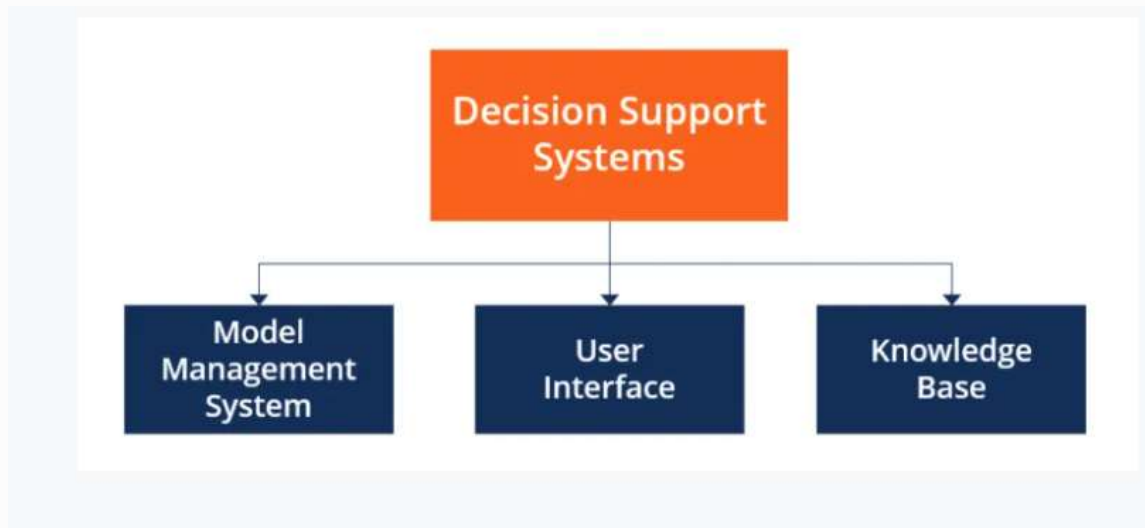 Decision Support
Systems
Model
Management
System
User
Interface
Knowledge
Base